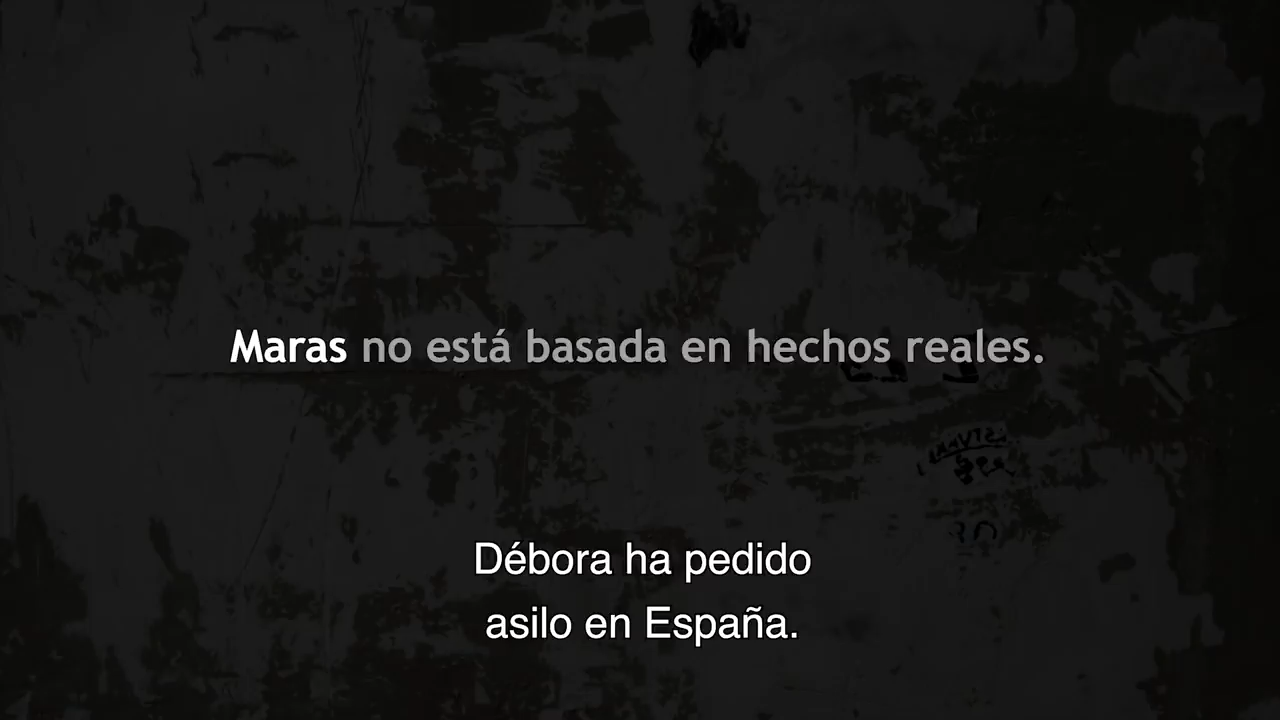 Maras no está basada en hechos reales.
Débora ha pedido
asilo en España.